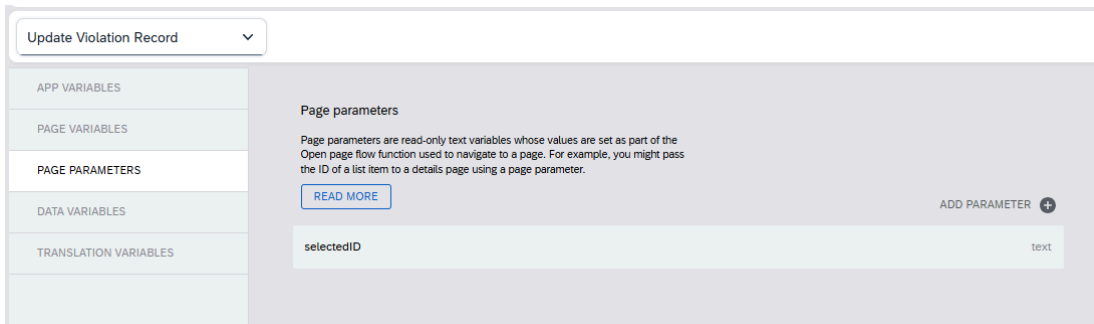 Update Violation Record
APP VARIABLES
PAGE VARIABLES
PAGE PARAMETERS
DATA VARIABLES
TRANSLATION VARIABLES
Page parameters
Page parameters are read-only text variables whose values are set as part of the
Open page flow function used to navigate to a page. For example, you might pass
the ID of a list item to a details page using a page parameter.
READ MORE
ADD PARAMETER
selectedID text